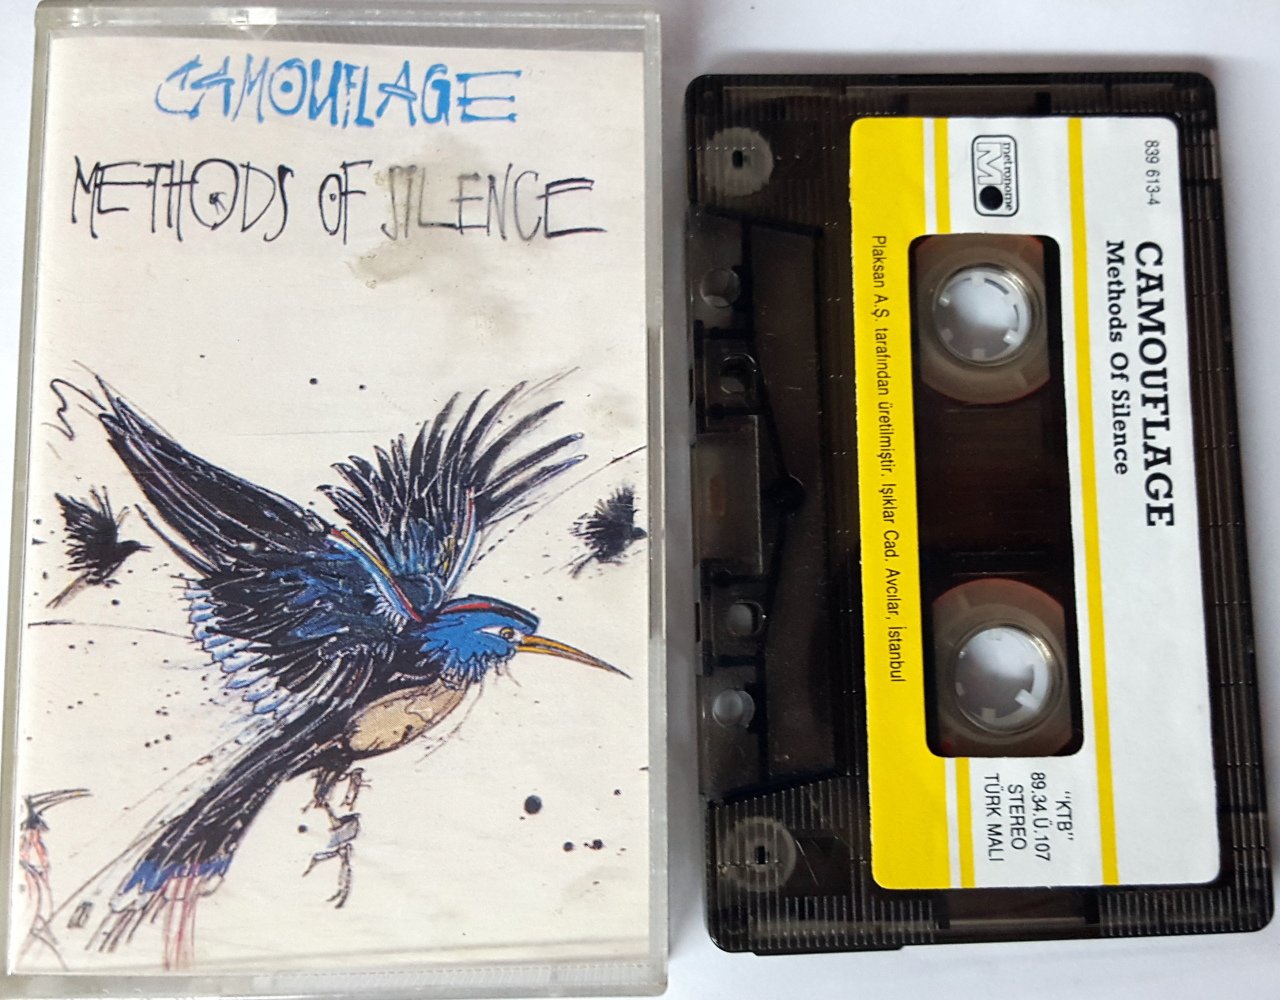 CAMOUFLAGE
METHODS OF SILENCE
839 613-4
CAMOUFLAGE
Methods Of Silence
metronome
M
"KTB"
89.34.Ü.107
STEREO
TÜRK MALI
Plaksan A.Ş. tarafından üretilmiştir. Işıklar Cad. Avcılar, İstanbul